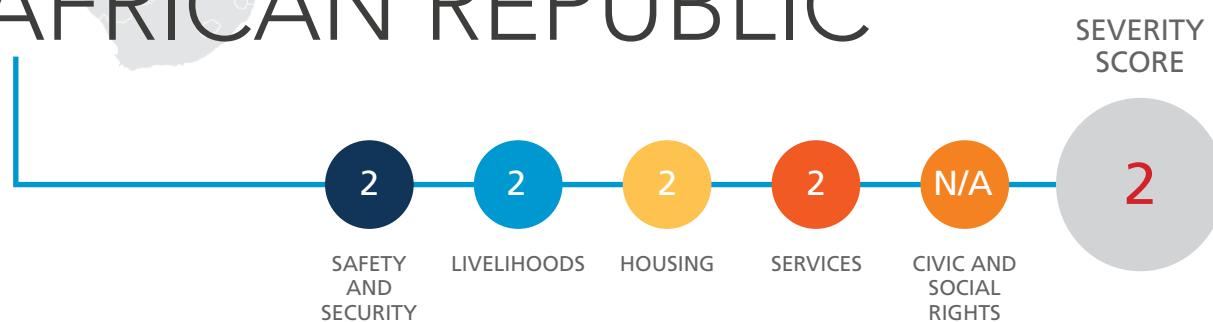 AFRICAN REPUBLIC
SEVERITY
SCORE
2
2
2
2
N/A
2
SAFETY
AND
SECURITY
LIVELIHOODS
HOUSING
SERVICES
CIVIC AND
SOCIAL
RIGHTS